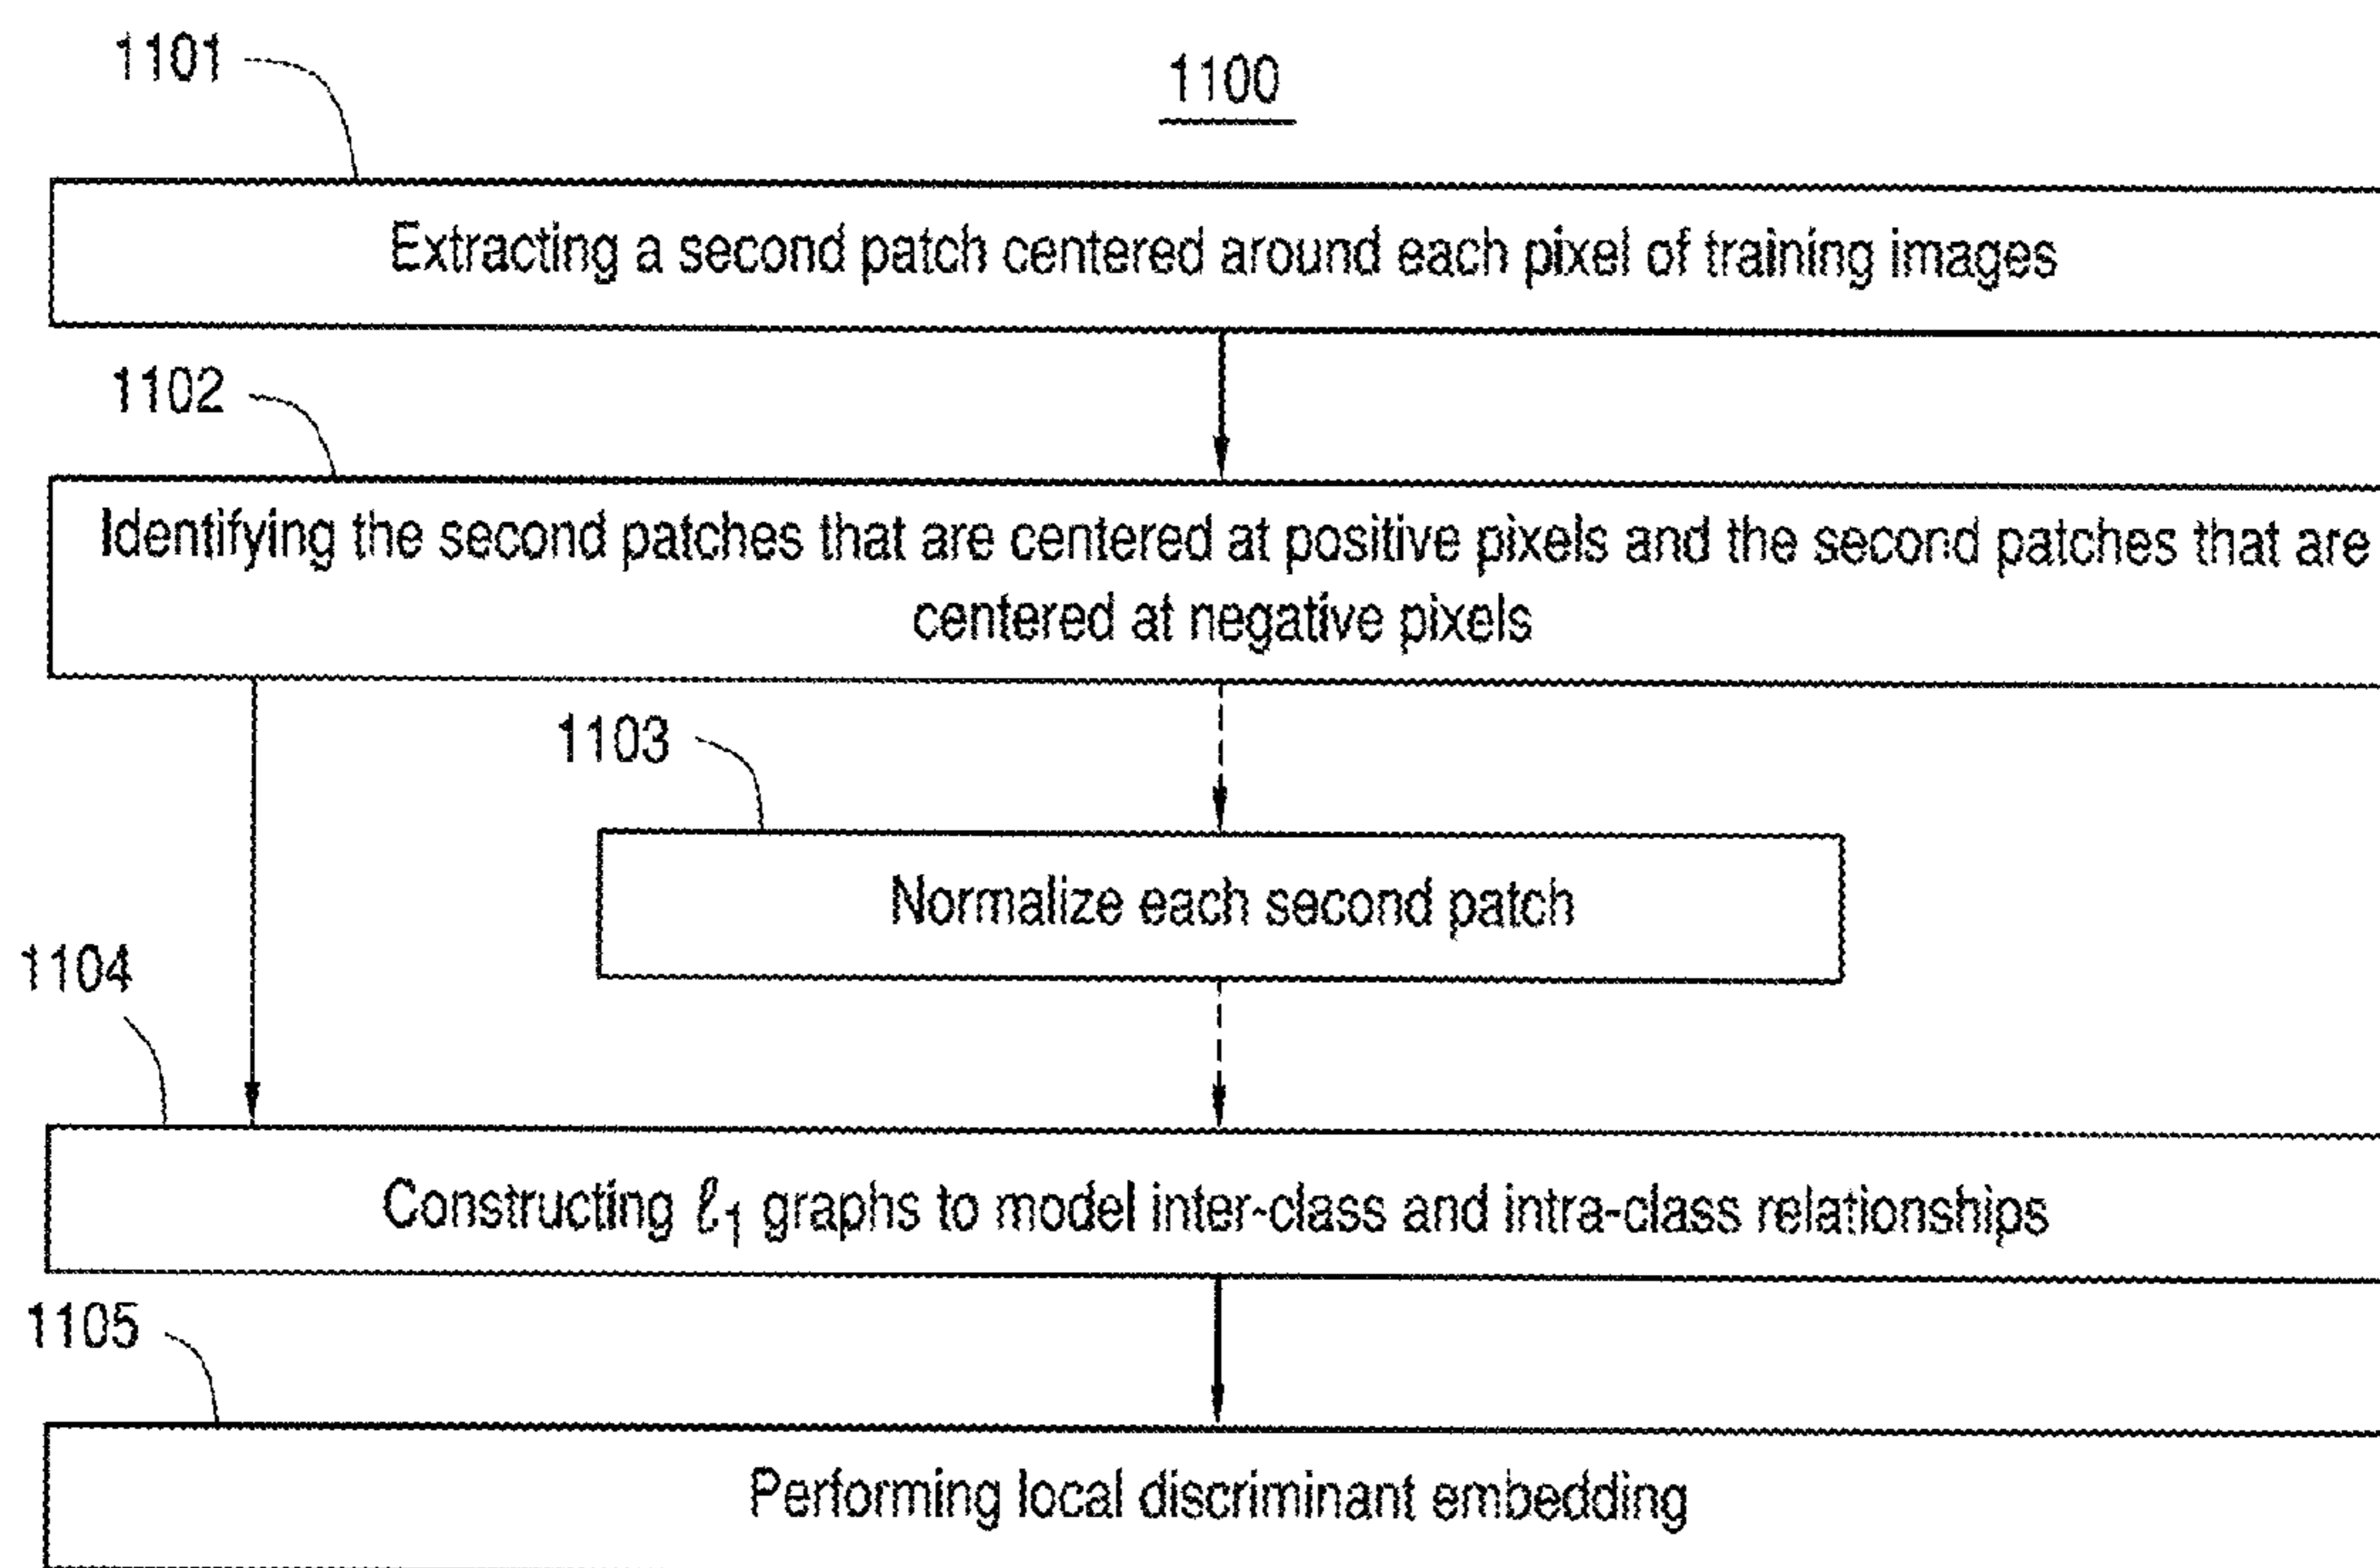 1101
1100
Extracting a second patch centered around each pixel of training images
1102
Identifying the second patches that are centered at positive pixels and the second patches that are
centered at negative pixels
1103
Normalize each second patch
1104
Constructing ℓ1 graphs to model inter-class and intra-class relationships
1105
Performing local discriminant embedding